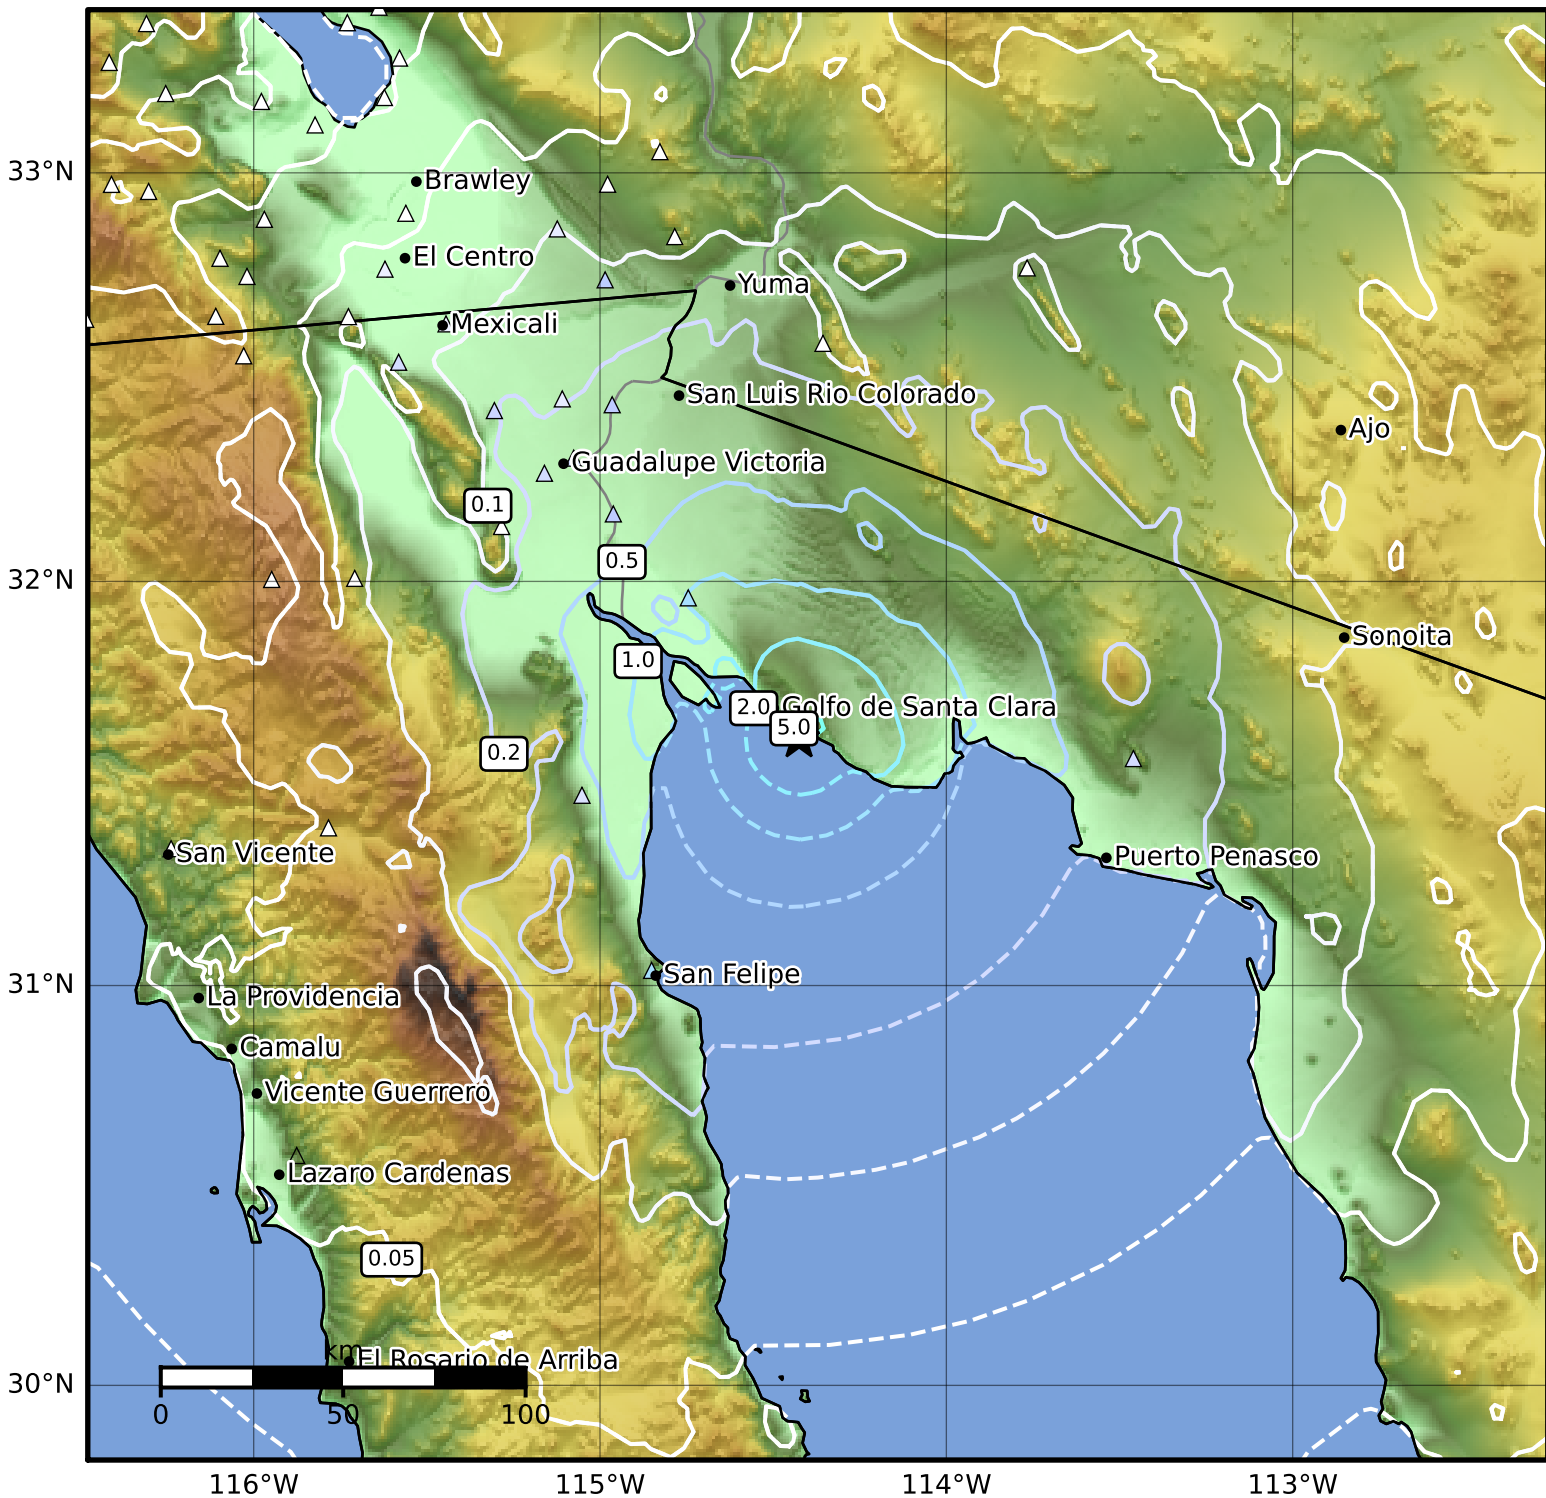 33°N
Brawley
El Centro
Yuma
Mexicali
San Luis Rio Colorado
Ajo
Guadalupe Victoria
0.1
0.5
32°N
Sonoita
1.0
2.0
Golfo de Santa Clara
5.0
0.2
San Vicente
Puerto Penasco
San Felipe
31°N
La Providencia
Camalu
Vicente Guerrero
Lazaro Cardenas
0.05
km
El Rosario de Arriba
30°N
0
50
100
116°W
115°W
114°W
113°W